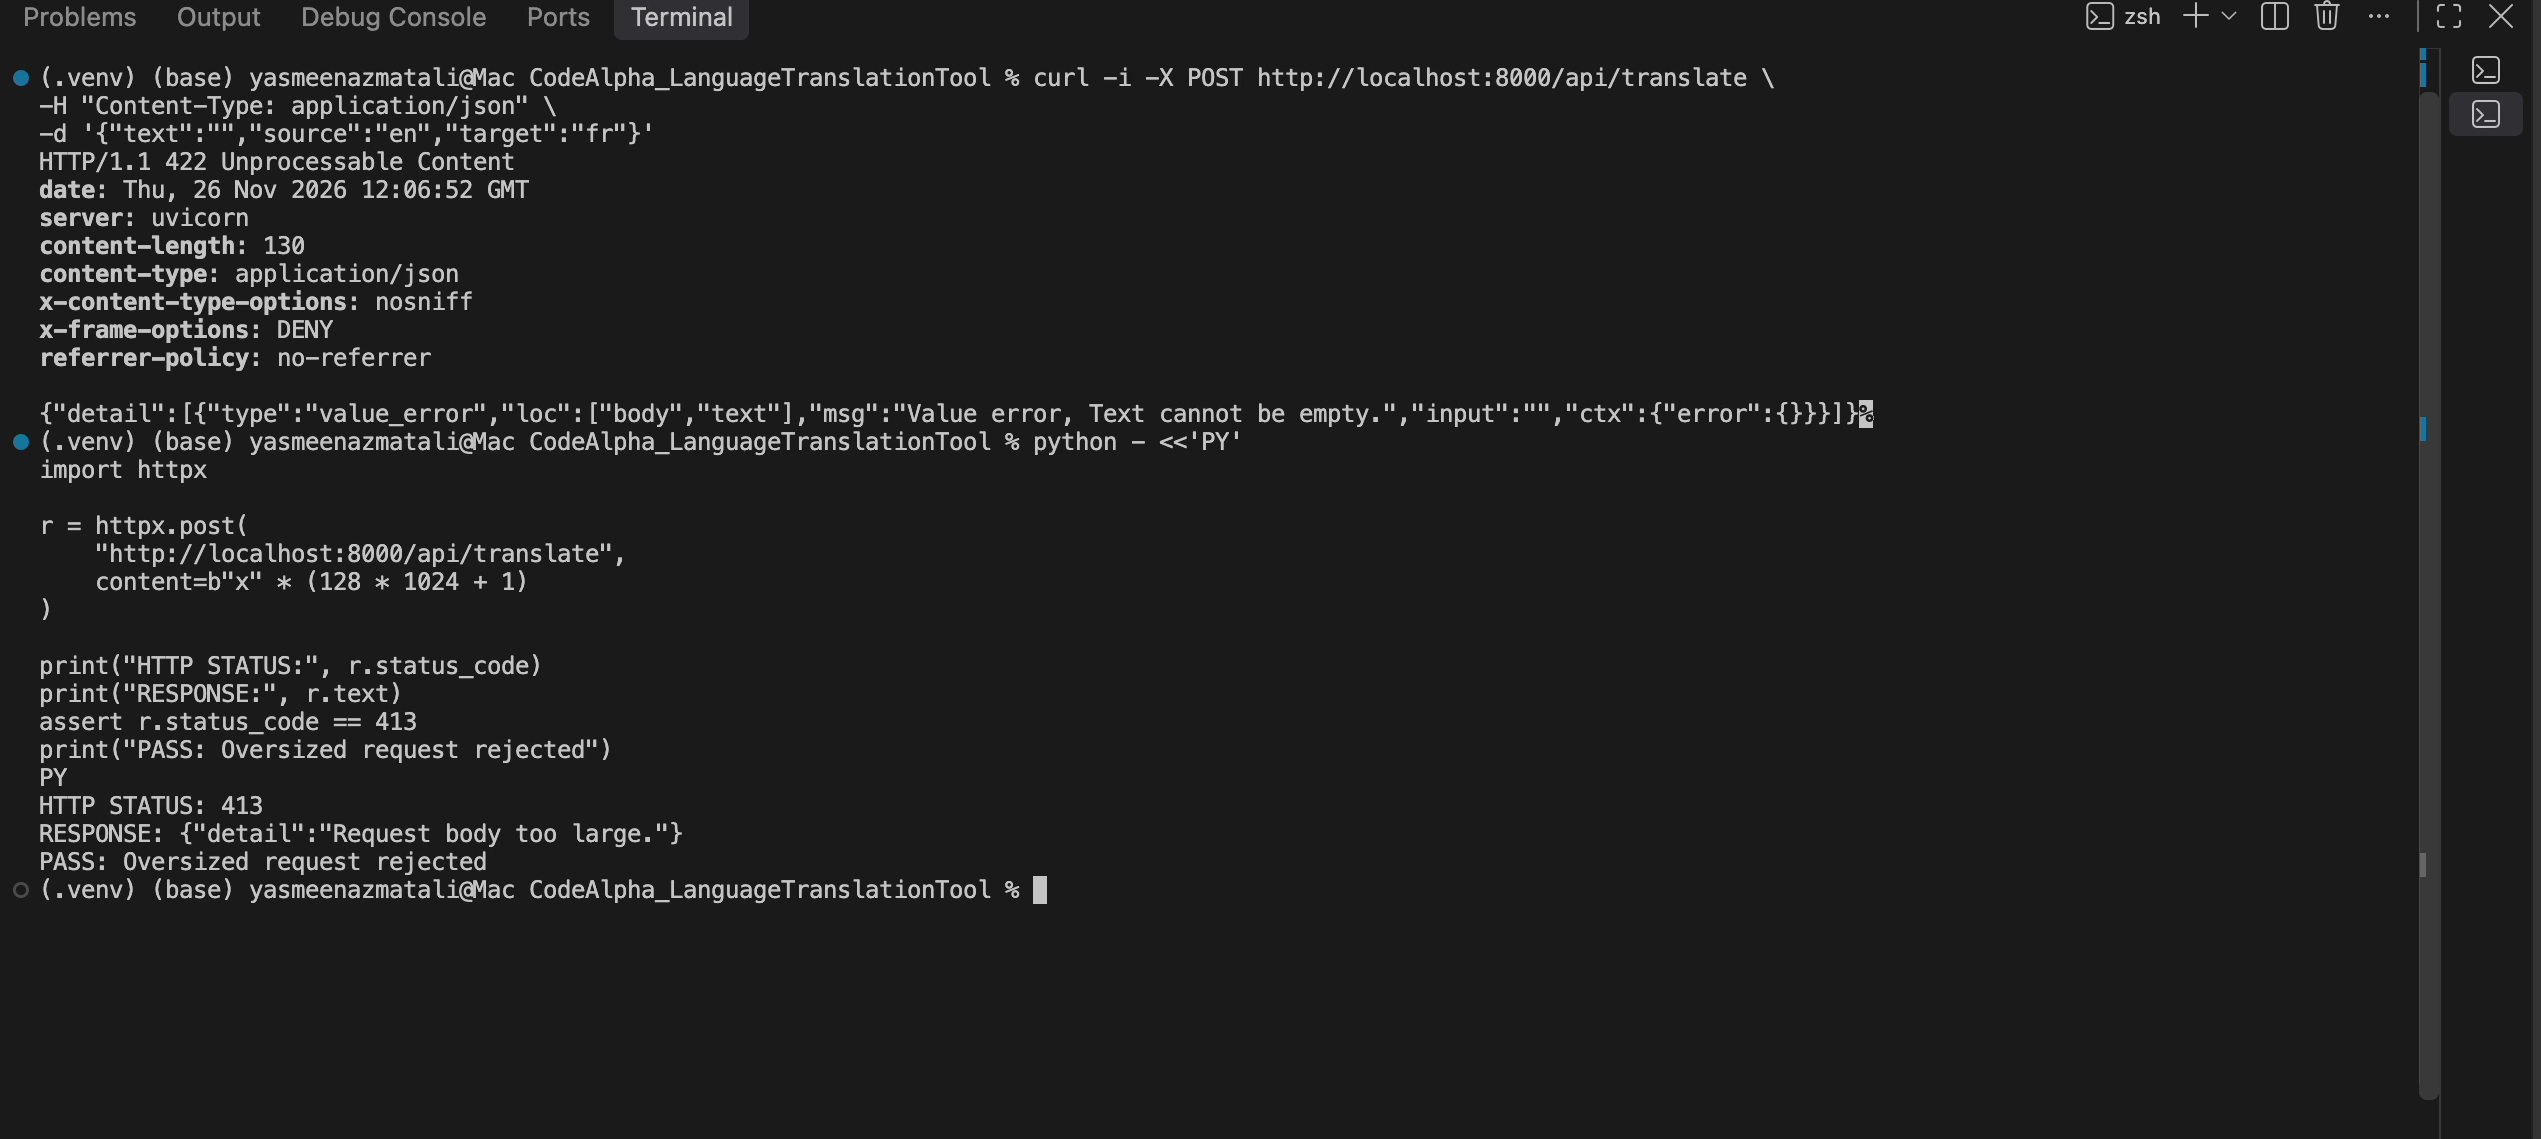 Problems Output Debug Console Ports Terminal zsh
(.venv) (base) yasmeenazmatali@Mac CodeAlpha_LanguageTranslationTool % curl -i -X POST http://localhost:8000/api/translate \
-H "Content-Type: application/json" \
-d '{"text":"","source":"en","target":"fr"}'
HTTP/1.1 422 Unprocessable Content
date: Thu, 26 Nov 2026 12:06:52 GMT
server: uvicorn
content-length: 130
content-type: application/json
x-content-type-options: nosniff
x-frame-options: DENY
referrer-policy: no-referrer

{"detail":[{"type":"value_error","loc":["body","text"],"msg":"Value error, Text cannot be empty.","input":"","ctx":{"error":{}}}]}%
(.venv) (base) yasmeenazmatali@Mac CodeAlpha_LanguageTranslationTool % python - <<'PY'
import httpx

r = httpx.post(
    "http://localhost:8000/api/translate",
    content=b"x" * (128 * 1024 + 1)
)

print("HTTP STATUS:", r.status_code)
print("RESPONSE:", r.text)
assert r.status_code == 413
print("PASS: Oversized request rejected")
PY
HTTP STATUS: 413
RESPONSE: {"detail":"Request body too large."}
PASS: Oversized request rejected
(.venv) (base) yasmeenazmatali@Mac CodeAlpha_LanguageTranslationTool %